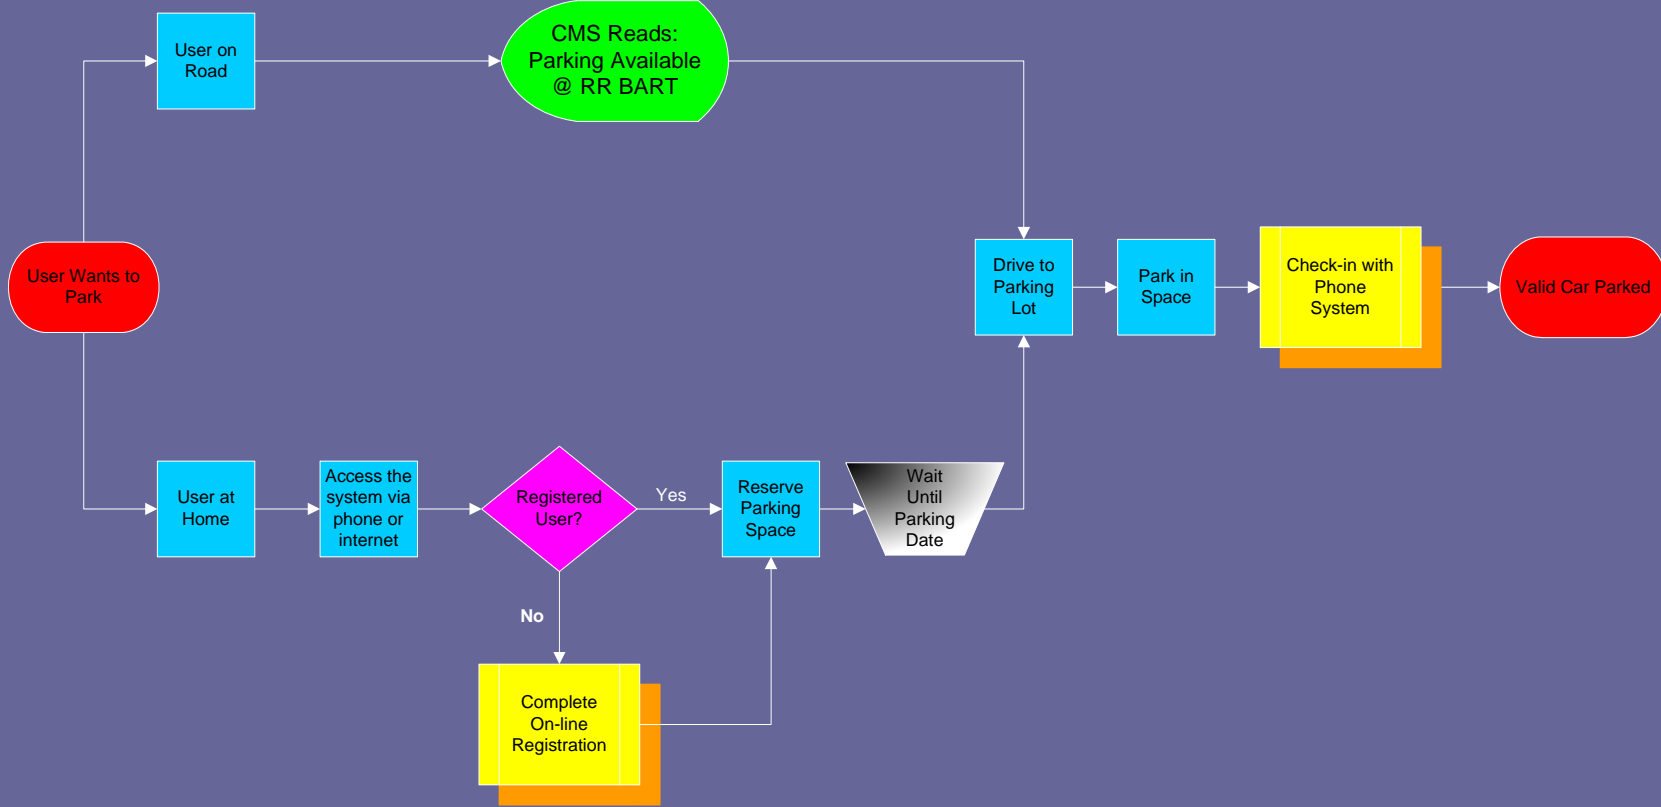 User on
Road
CMS Reads:
Parking Available
@ RR BART
User Wants to
Park
Drive to
Parking
Lot
Park in
Space
Check-in with
Phone
System
Valid Car Parked
User at
Home
Access the
system via
phone or
internet
Registered
User?
Yes
Reserve
Parking
Space
Wait
Until
Parking
Date
No
Complete
On-line
Registration